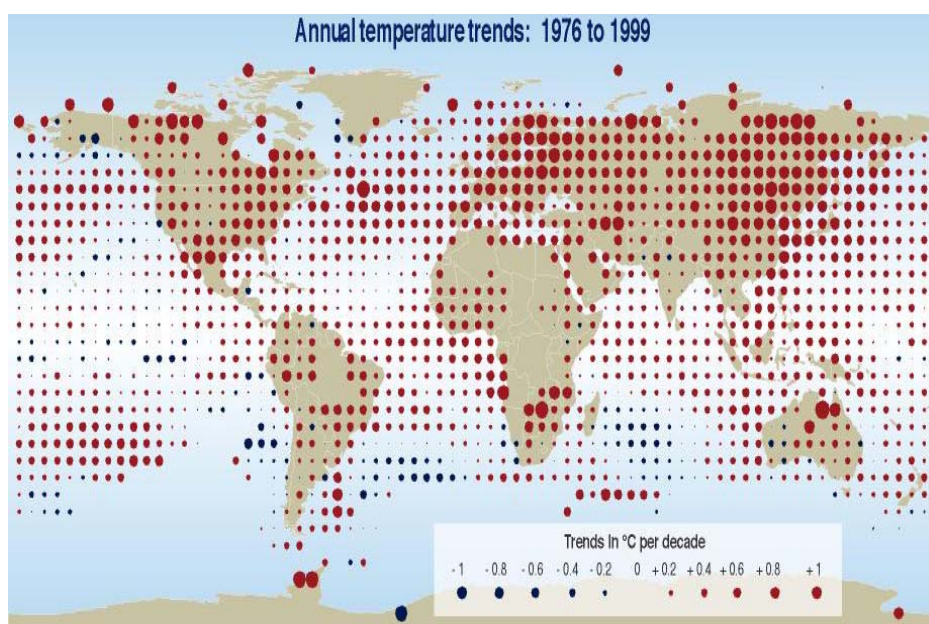 Annual temperature trends: 1976 to 1999
Trends in °C per decade
- 1 - 0.8 - 0.6 - 0.4 - 0.2 0 + 0.2 + 0.4 + 0.6 + 0.8 + 1